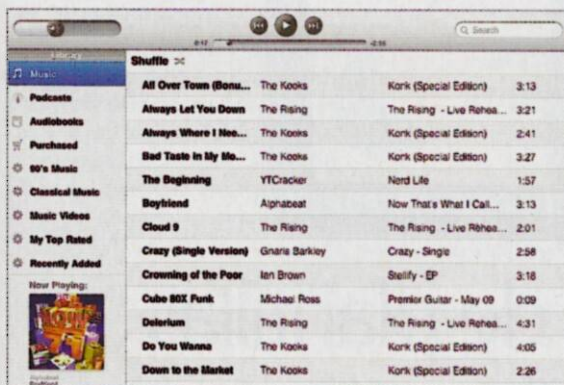 Search
0:12 -2:55
Library
Music
Podcasts
Audiobooks
Purchased
90's Music
Classical Music
Music Videos
My Top Rated
Recently Added
Now Playing:
Alphabeat
Boyfriend
Shuffle
All Over Town (Bonu... The Kooks Konk (Special Edition) 3:13
Always Let You Down The Rising The Rising - Live Rehea... 3:21
Always Where I Nee... The Kooks Konk (Special Edition) 2:41
Bad Taste in My Mo... The Kooks Konk (Special Edition) 3:27
The Beginning YTCracker Nerd Life 1:57
Boyfriend Alphabeat Now That's What I Call... 3:13
Cloud 9 The Rising The Rising - Live Rehea... 2:01
Crazy (Single Version) Gnarls Barkley Crazy - Single 2:58
Crowning of the Poor Ian Brown Stellify - EP 3:18
Cube 80X Funk Michael Ross Premier Guitar - May 09 0:09
Delerium The Rising The Rising - Live Rehea... 4:31
Do You Wanna The Kooks Konk (Special Edition) 4:05
Down to the Market The Kooks Konk (Special Edition) 2:26